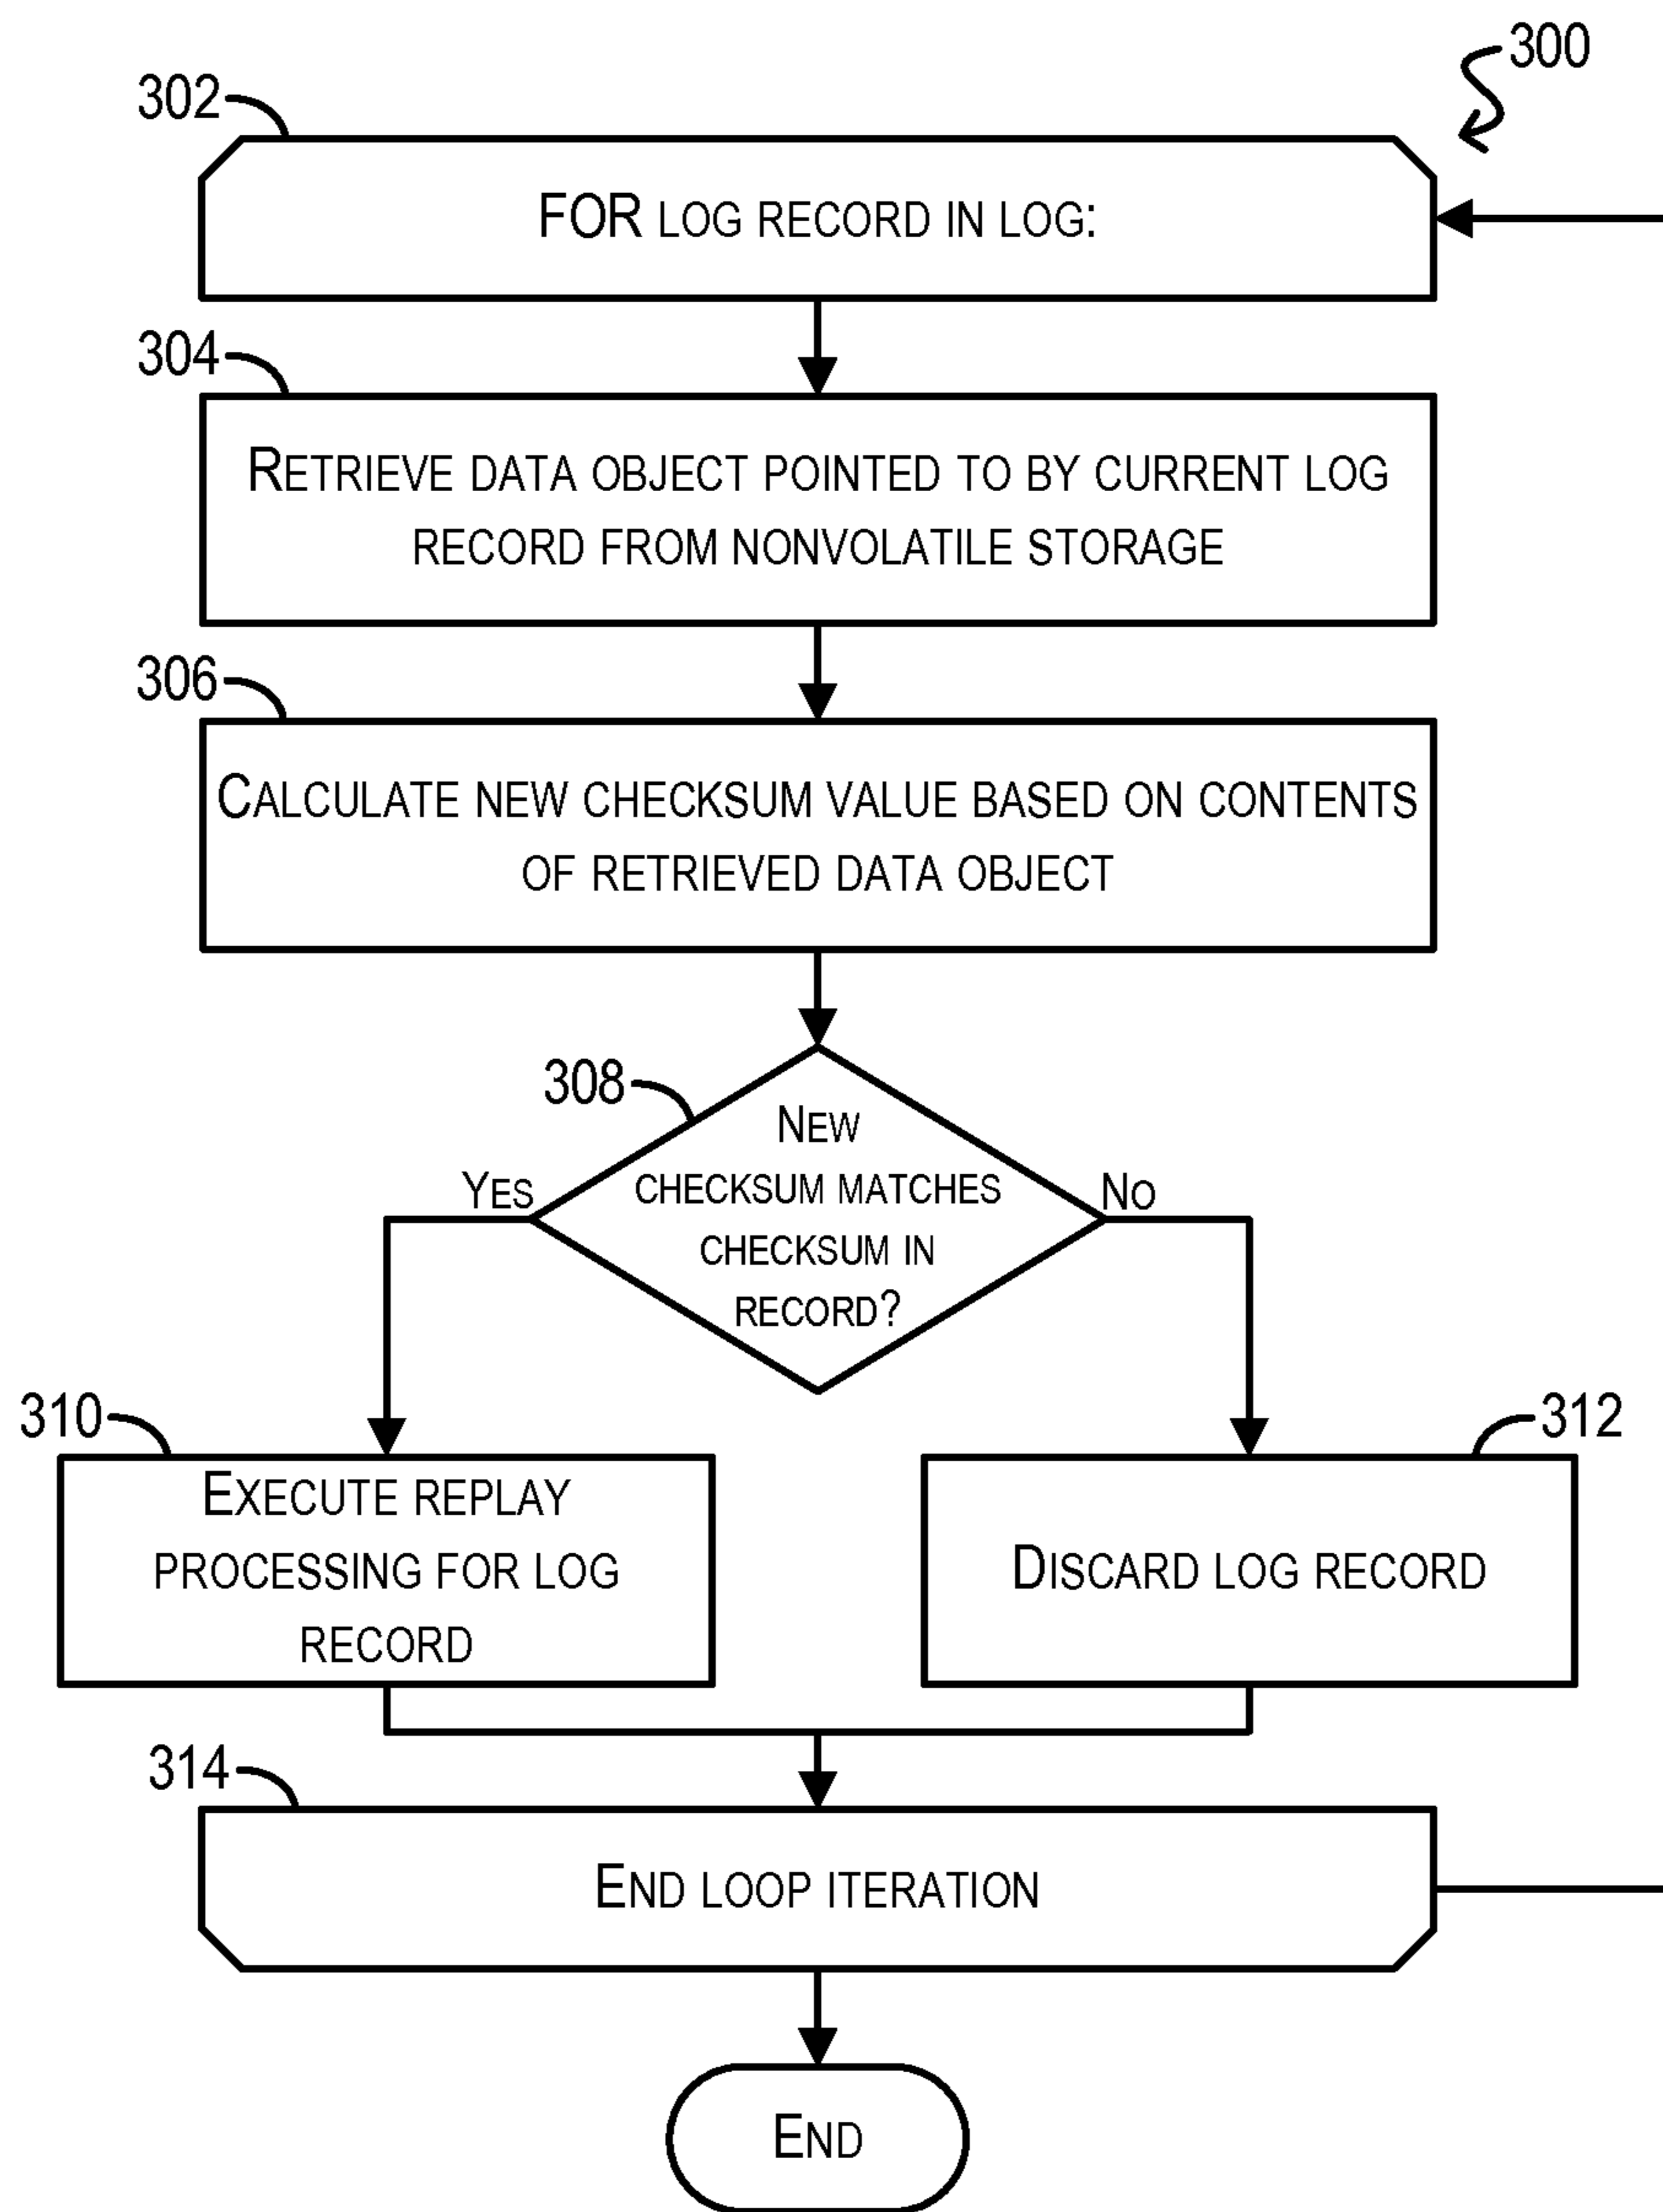 300
302
FOR LOG RECORD IN LOG:
304
RETRIEVE DATA OBJECT POINTED TO BY CURRENT LOG
RECORD FROM NONVOLATILE STORAGE
306
CALCULATE NEW CHECKSUM VALUE BASED ON CONTENTS
OF RETRIEVED DATA OBJECT
308
NEW
CHECKSUM MATCHES
CHECKSUM IN
RECORD?
YES
NO
310
EXECUTE REPLAY
PROCESSING FOR LOG
RECORD
312
DISCARD LOG RECORD
314
END LOOP ITERATION
END